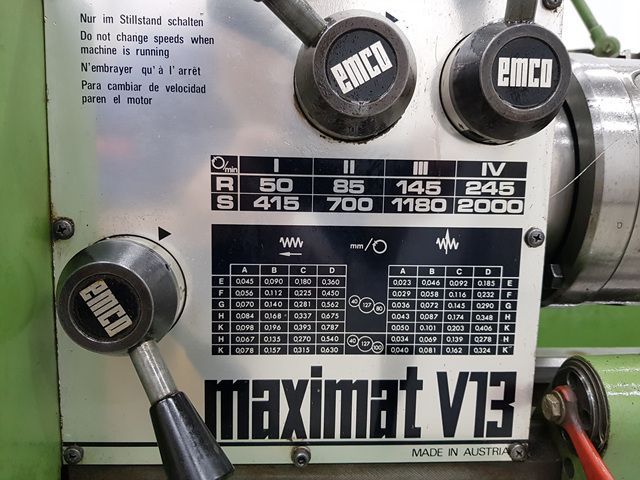 Nur im Stillstand schalten
Do not change speeds when
machine is running
N'embrayer qu'à l'arrêt
Para cambiar de velocidad
paren el motor
emco
emco
/min I II III IV
R 50 85 145 245
S 415 700 1180 2000
mm/
A B C D A B C D
E 0,045 0,090 0,180 0,360 0,023 0,046 0,092 0,185 E
F 0,056 0,112 0,225 0,450 0,029 0,058 0,116 0,232 F
G 0,070 0,140 0,281 0,562 40 127 80 0,036 0,072 0,145 0,290 G
H 0,084 0,168 0,337 0,675 0,043 0,087 0,174 0,348 H
K 0,098 0,196 0,393 0,787 0,050 0,101 0,203 0,406 K
H 0,067 0,135 0,270 0,540 40 127 100 0,034 0,069 0,139 0,278 H
K 0,078 0,157 0,315 0,630 0,040 0,081 0,162 0,324 K
emco
maximat V13
MADE IN AUSTRIA